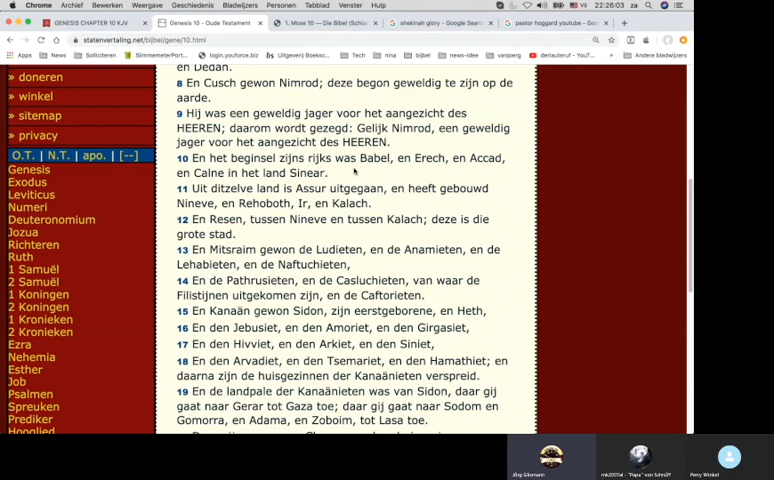 Chrome Archief Bewerken Weergave Geschiedenis Bladwijzers Personen Tabblad Venster Help US 22:26:03 za
GENESIS CHAPTER 10 KJV
Genesis 10 - Oude Testament
1. Mose 10 — Die Bibel (Schlac
shekinah glory - Google Search
pastor hoggard youtube - Goo
statenvertaling.net/bijbel/gene/10.html
Apps News Solliciteren SlimmemeterPort... login.youforce.biz Uitgeverij Boeksc... Tech nina bijbel news-idee vanjoerg derlauteruf – YouT... Andere bladwijzers
» doneren
» winkel
» sitemap
» privacy
O.T. | N.T. | apo. | [--]
Genesis
Exodus
Leviticus
Numeri
Deuteronomium
Jozua
Richteren
Ruth
1 Samuël
2 Samuël
1 Koningen
2 Koningen
1 Kronieken
2 Kronieken
Ezra
Nehemia
Esther
Job
Psalmen
Spreuken
Prediker
Hooglied
en Dedan.
8 En Cusch gewon Nimrod; deze begon geweldig te zijn op de
aarde.
9 Hij was een geweldig jager voor het aangezicht des
HEEREN; daarom wordt gezegd: Gelijk Nimrod, een geweldig
jager voor het aangezicht des HEEREN.
10 En het beginsel zijns rijks was Babel, en Erech, en Accad,
en Calne in het land Sinear.
11 Uit ditzelve land is Assur uitgegaan, en heeft gebouwd
Nineve, en Rehoboth, Ir, en Kalach.
12 En Resen, tussen Nineve en tussen Kalach; deze is die
grote stad.
13 En Mitsraim gewon de Ludieten, en de Anamieten, en de
Lehabieten, en de Naftuchieten,
14 En de Pathrusieten, en de Casluchieten, van waar de
Filistijnen uitgekomen zijn, en de Caftorieten.
15 En Kanaän gewon Sidon, zijn eerstgeborene, en Heth,
16 En den Jebusiet, en den Amoriet, en den Girgasiet,
17 En den Hivviet, en den Arkiet, en den Siniet,
18 En den Arvadiet, en den Tsemariet, en den Hamathiet; en
daarna zijn de huisgezinnen der Kanaänieten verspreid.
19 En de landpale der Kanaänieten was van Sidon, daar gij
gaat naar Gerar tot Gaza toe; daar gij gaat naar Sodom en
Gomorra, en Adama, en Zoboim, tot Lasa toe.
Jörg Glismann
Perry Winkel